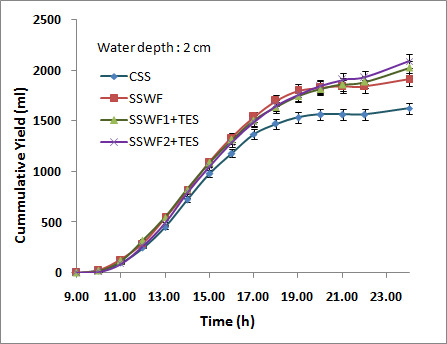 2500
2000
1500
1000
500
0
Cummulative Yield (ml)
Water depth : 2 cm
CSS
SSWF
SSWF1+TES
SSWF2+TES
9.00 11.00 13.00 15.00 17.00 19.00 21.00 23.00
Time (h)